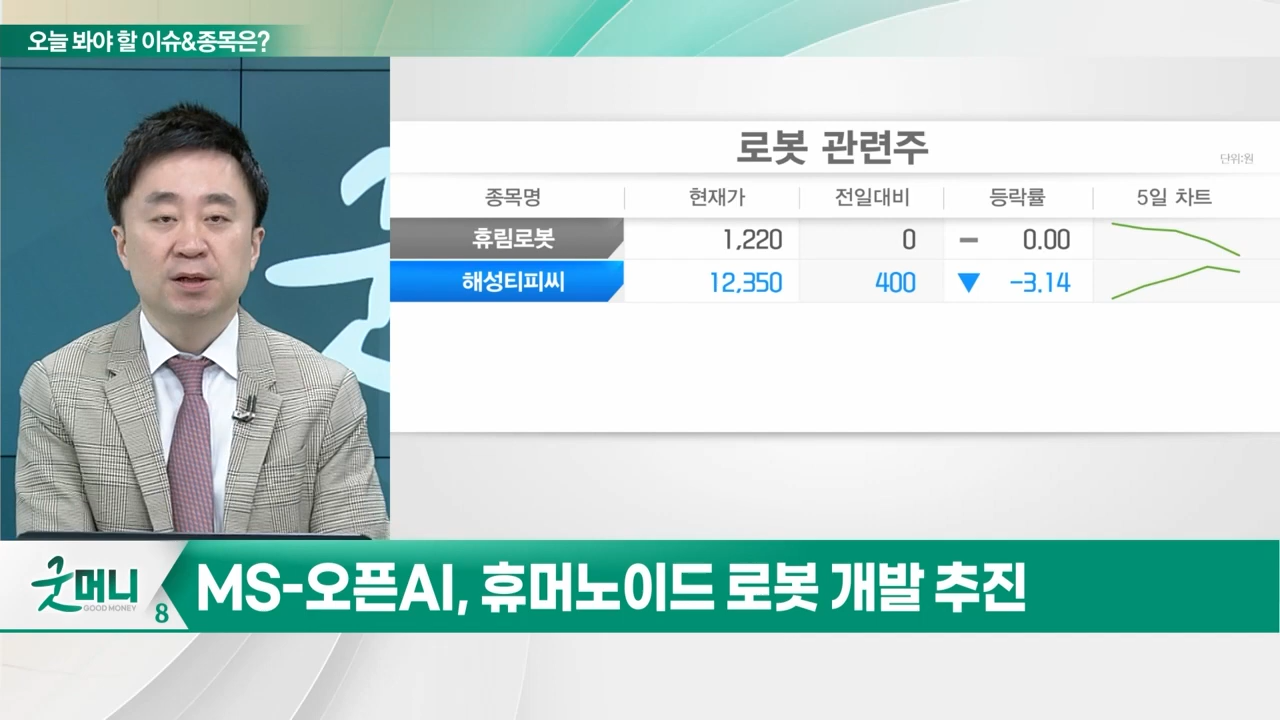 오늘 봐야 할 이슈&종목은?
로봇 관련주
단위:원
종목명 현재가 전일대비 등락률 5일 차트
휴림로봇 1,220 0 0.00
해성티피씨 12,350 400 ▼ -3.14
굿머니
GOOD MONEY
8
MS-오픈AI, 휴머노이드 로봇 개발 추진